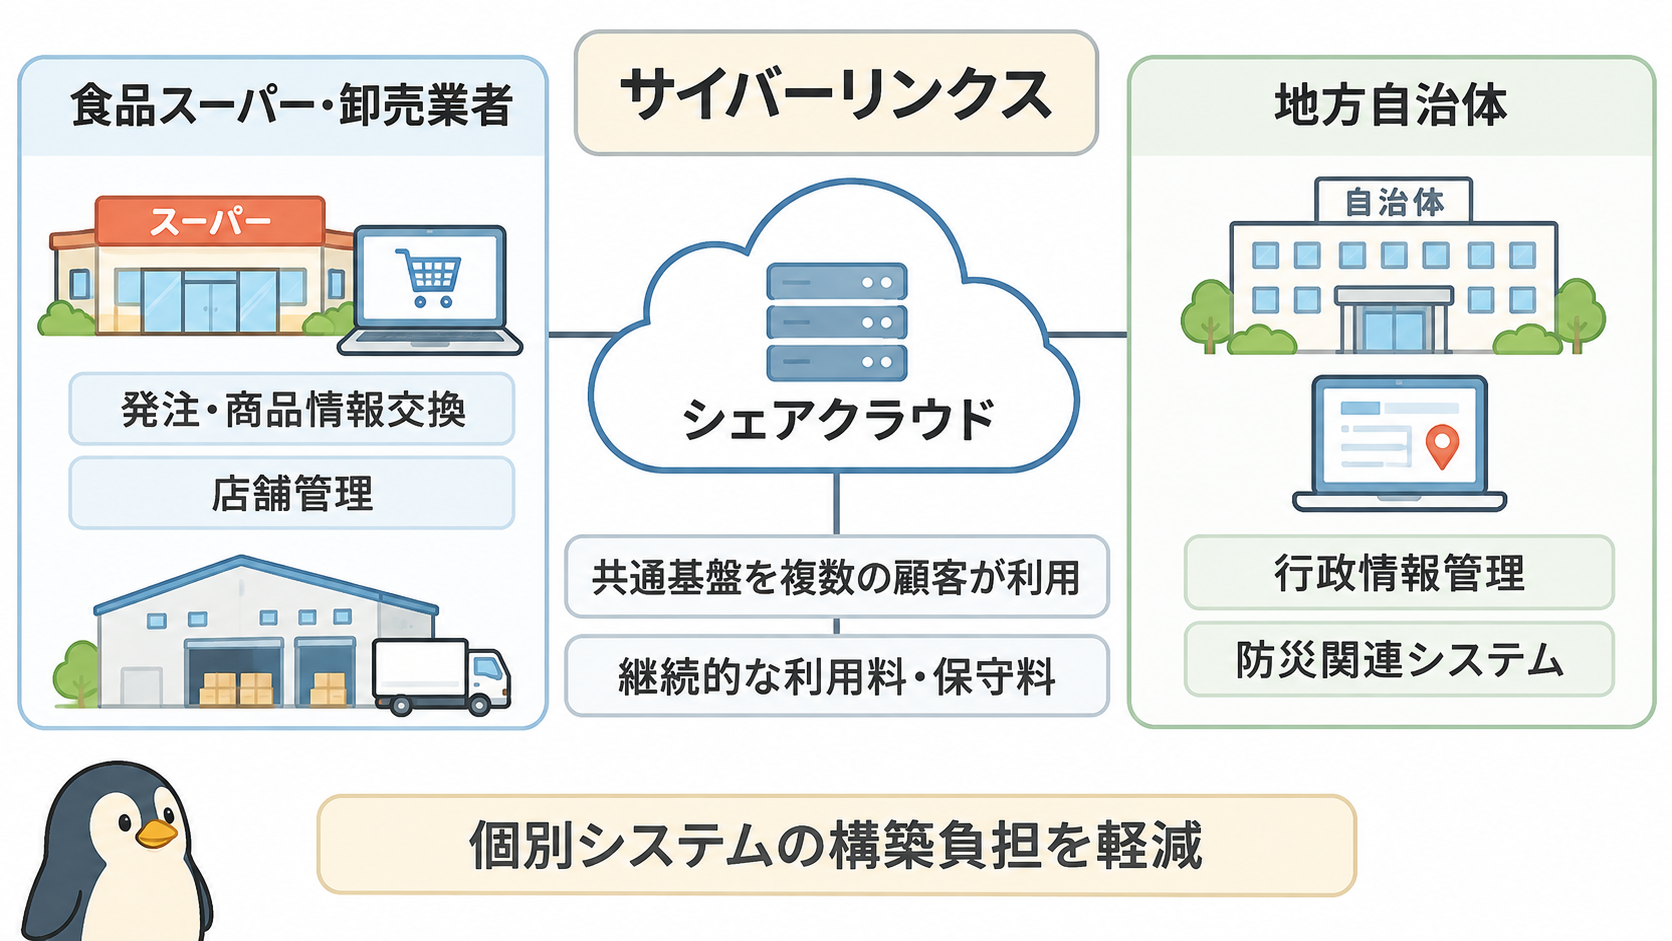 サイバーリンクス
食品スーパー・卸売業者
スーパー
発注・商品情報交換
店舗管理
シェアクラウド
共通基盤を複数の顧客が利用
継続的な利用料・保守料
地方自治体
自治体
行政情報管理
防災関連システム
個別システムの構築負担を軽減